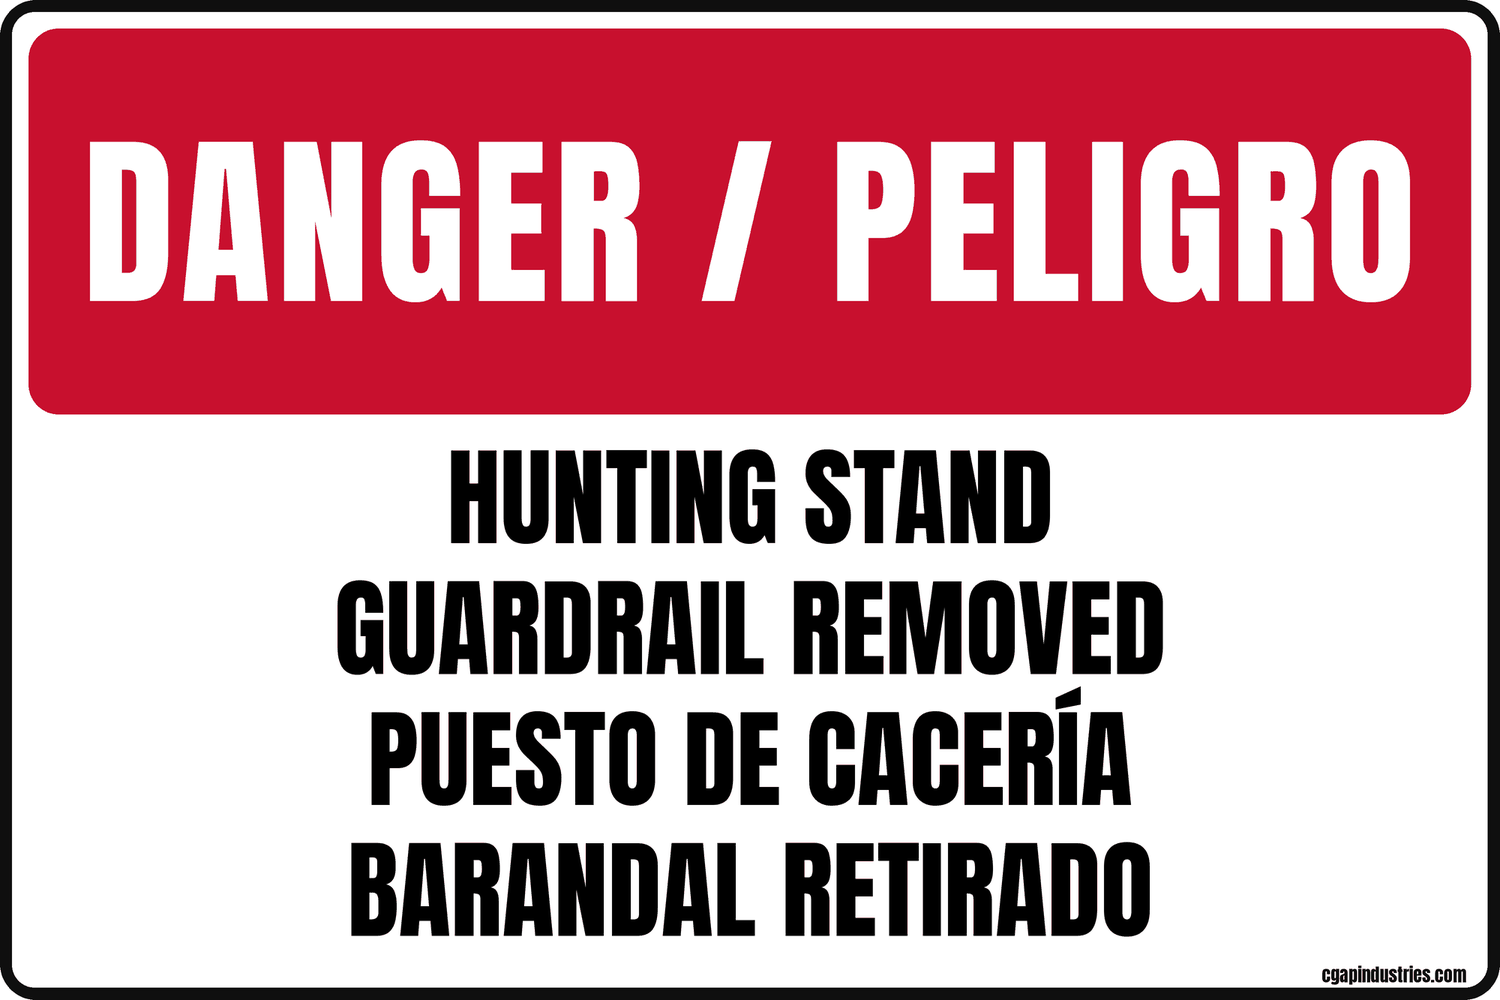 DANGER / PELIGRO
HUNTING STAND
GUARDRAIL REMOVED
PUESTO DE CACERÍA
BARANDAL RETIRADO
cgapindustries.com